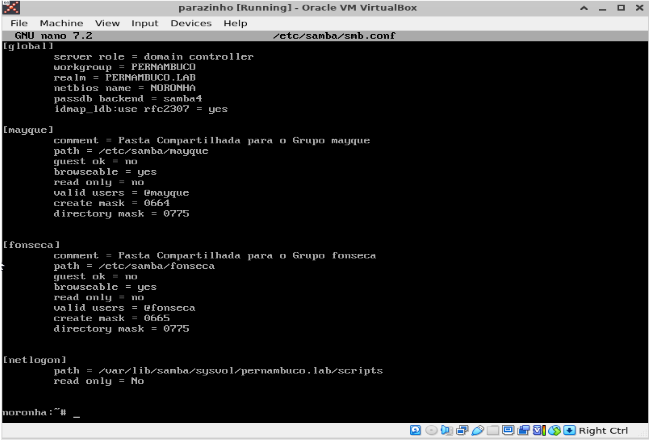 parazinho [Running] - Oracle VM VirtualBox
File Machine View Input Devices Help
GNU nano 7.2 /etc/samba/smb.conf
[global]
server role = domain controller
workgroup = PERNAMBUCO
realm = PERNAMBUCO.LAB
netbios name = NORONHA
passdb backend = samba4
idmap_ldb:use rfc2307 = yes
[mayque]
comment = Pasta Compartilhada para o Grupo mayque
path = /etc/samba/mayque
guest ok = no
browseable = yes
read only = no
valid users = @mayque
create mask = 0664
directory mask = 0775
[fonseca]
comment = Pasta Compartilhada para o Grupo fonseca
path = /etc/samba/fonseca
guest ok = no
browseable = yes
read only = no
valid users = @fonseca
create mask = 0665
directory mask = 0775
[netlogon]
path = /var/lib/samba/sysvol/pernambuco.lab/scripts
read only = No
noronha:~# _
Right Ctrl